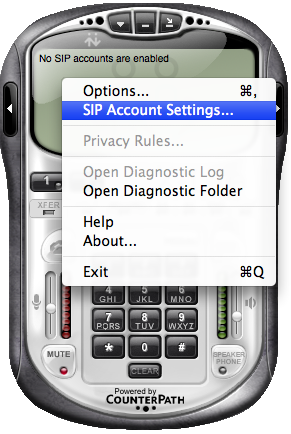 No SIP accounts are enabled
Options... ⌘,
SIP Account Settings...
Privacy Rules...
Open Diagnostic Log
Open Diagnostic Folder
Help
About...
Exit ⌘Q
1
XFER
4 5 6
GHI JKL MNO
7 8 9
PQRS TUV WXYZ
* 0 #
MUTE
CLEAR
SPEAKER
PHONE
Powered by
COUNTERPATH